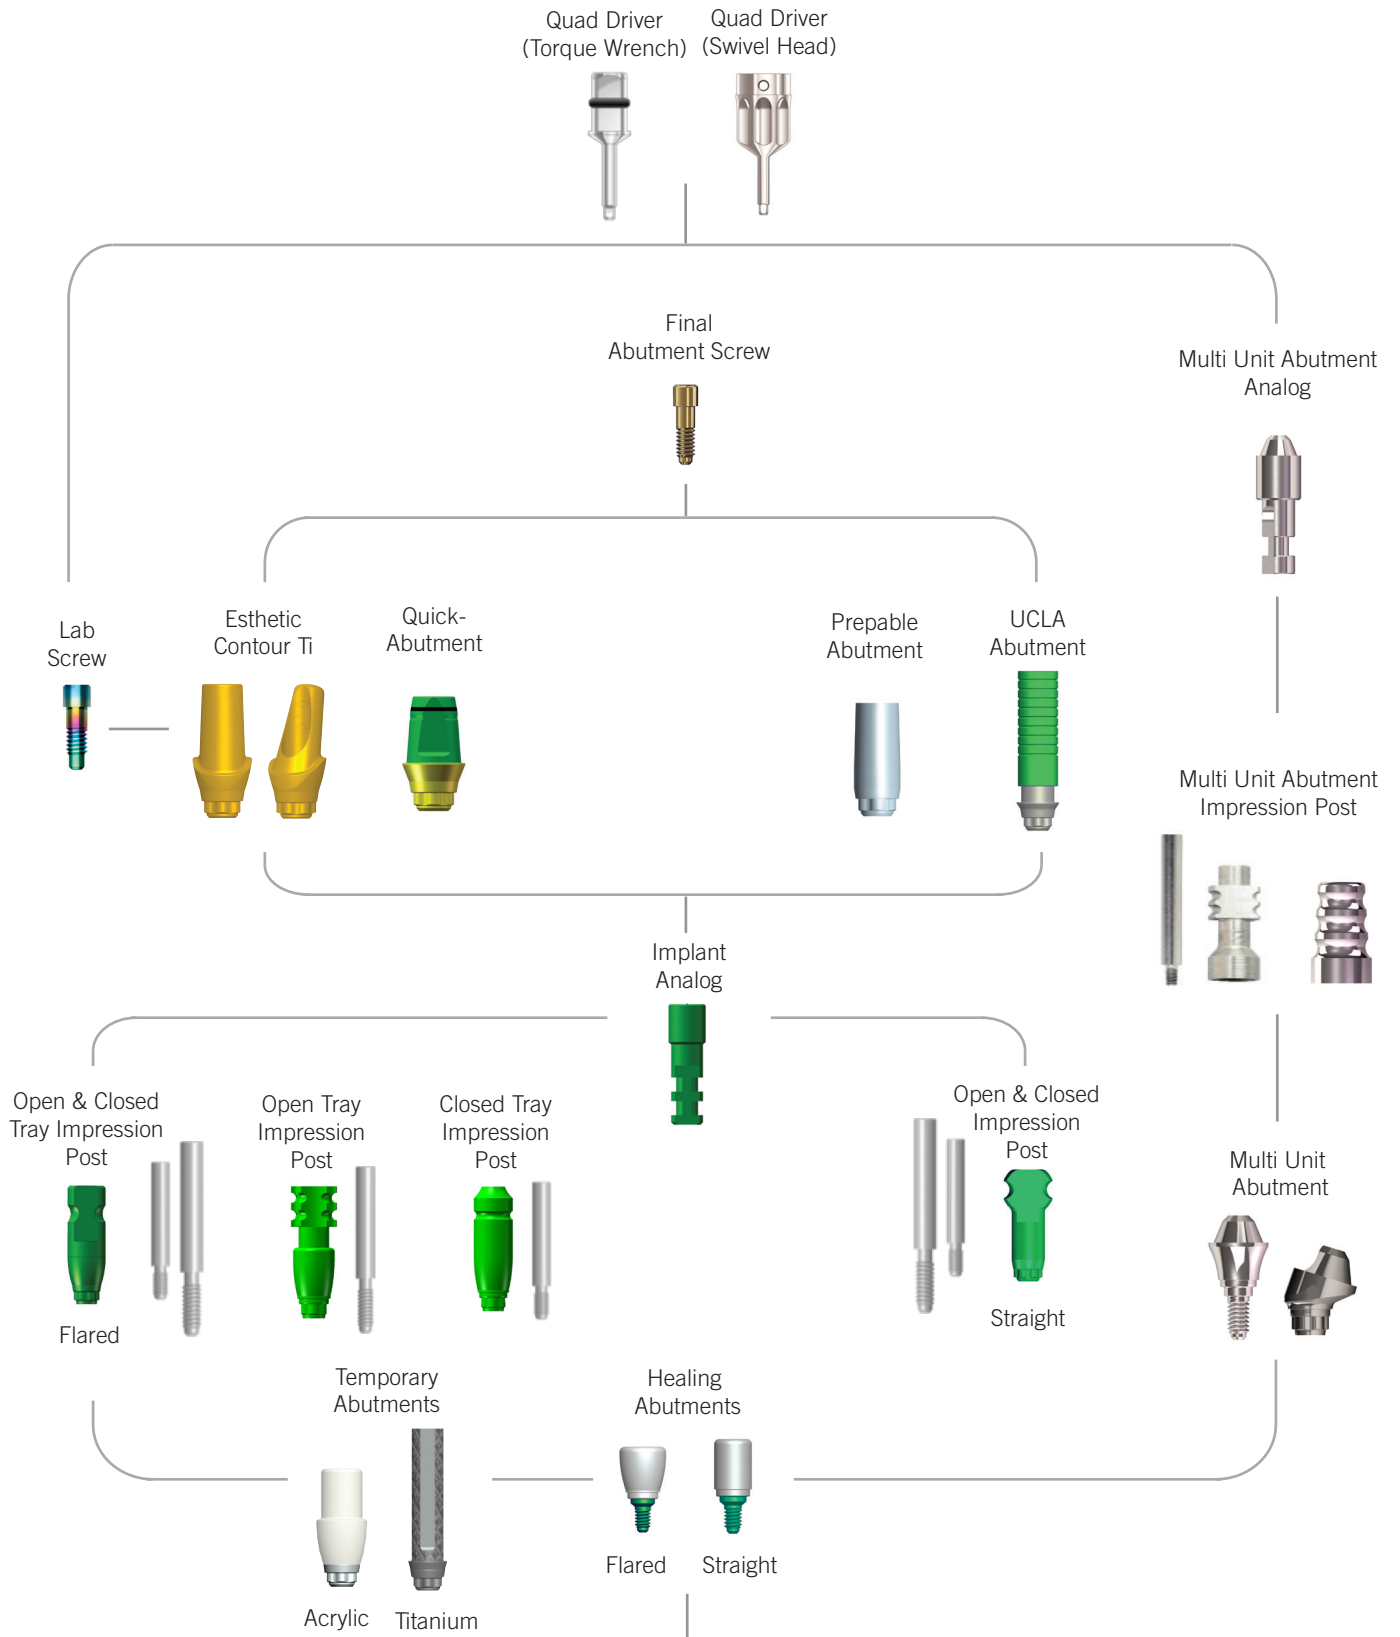 Quad Driver
(Torque Wrench)
Quad Driver
(Swivel Head)
Final
Abutment Screw
Multi Unit Abutment
Analog
Lab
Screw
Esthetic
Contour Ti
Quick-
Abutment
Prepable
Abutment
UCLA
Abutment
Multi Unit Abutment
Impression Post
Implant
Analog
Open & Closed
Tray Impression
Post
Flared
Open Tray
Impression
Post
Closed Tray
Impression
Post
Open & Closed
Impression
Post
Straight
Multi Unit
Abutment
Temporary
Abutments
Acrylic
Titanium
Healing
Abutments
Flared
Straight